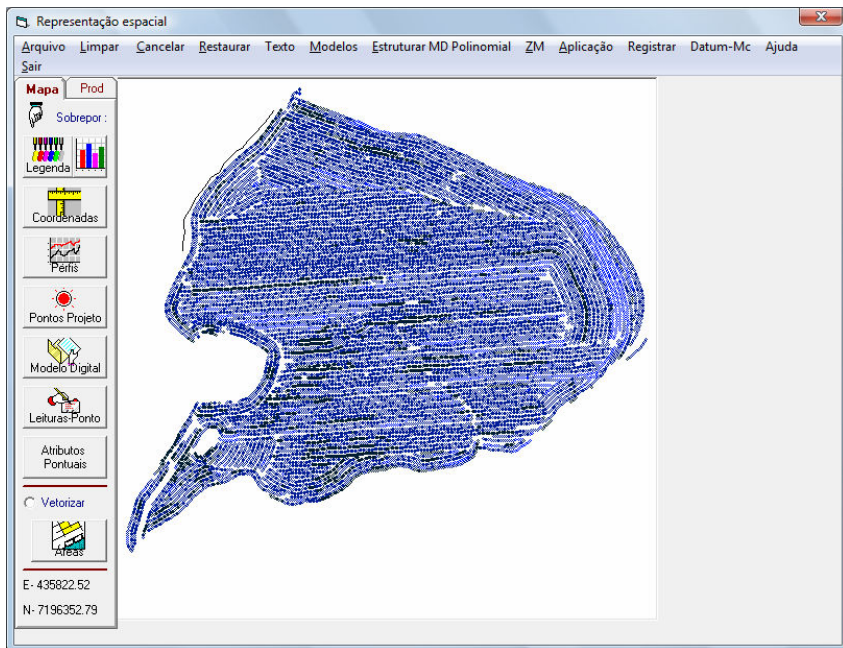 Representação espacial
Arquivo Limpar Cancelar Restaurar Texto Modelos Estruturar MD Polinomial ZM Aplicação Registrar Datum-Mc Ajuda
Sair
Mapa Prod
Sobrepor :
Legenda
Coordenadas
Perfis
Pontos Projeto
Modelo Digital
Leituras-Ponto
Atributos
Pontuais
Vetorizar
Áreas
E- 435822.52
N- 7196352.79